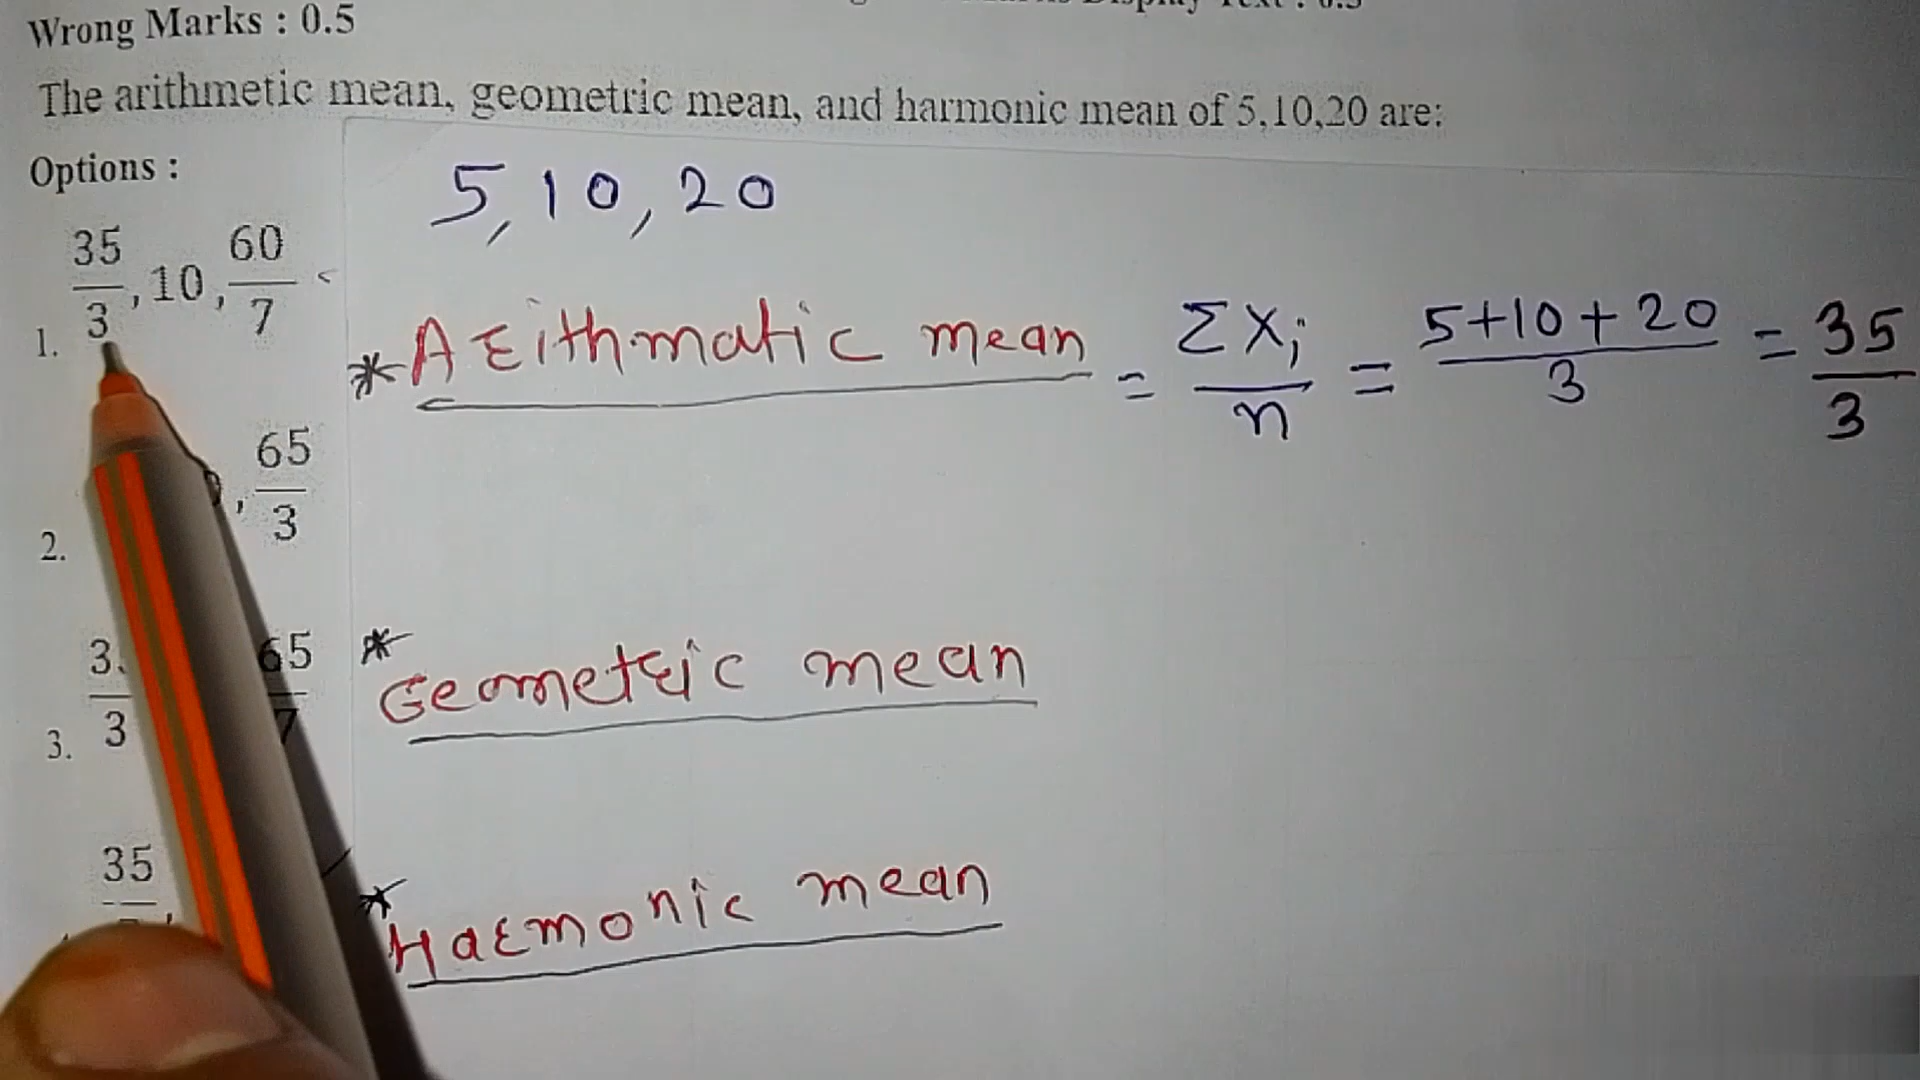 Wrong Marks : 0.5
The arithmetic mean, geometric mean, and harmonic mean of 5,10,20 are:
Options :
5, 10, 20
1. 35/3, 10, 60/7
* Arithmatic mean = ΣXi/n = 5+10+20/3 = 35/3
2. , 65/3
* Geometric mean
3. 3 65/7
35
* Harmonic mean